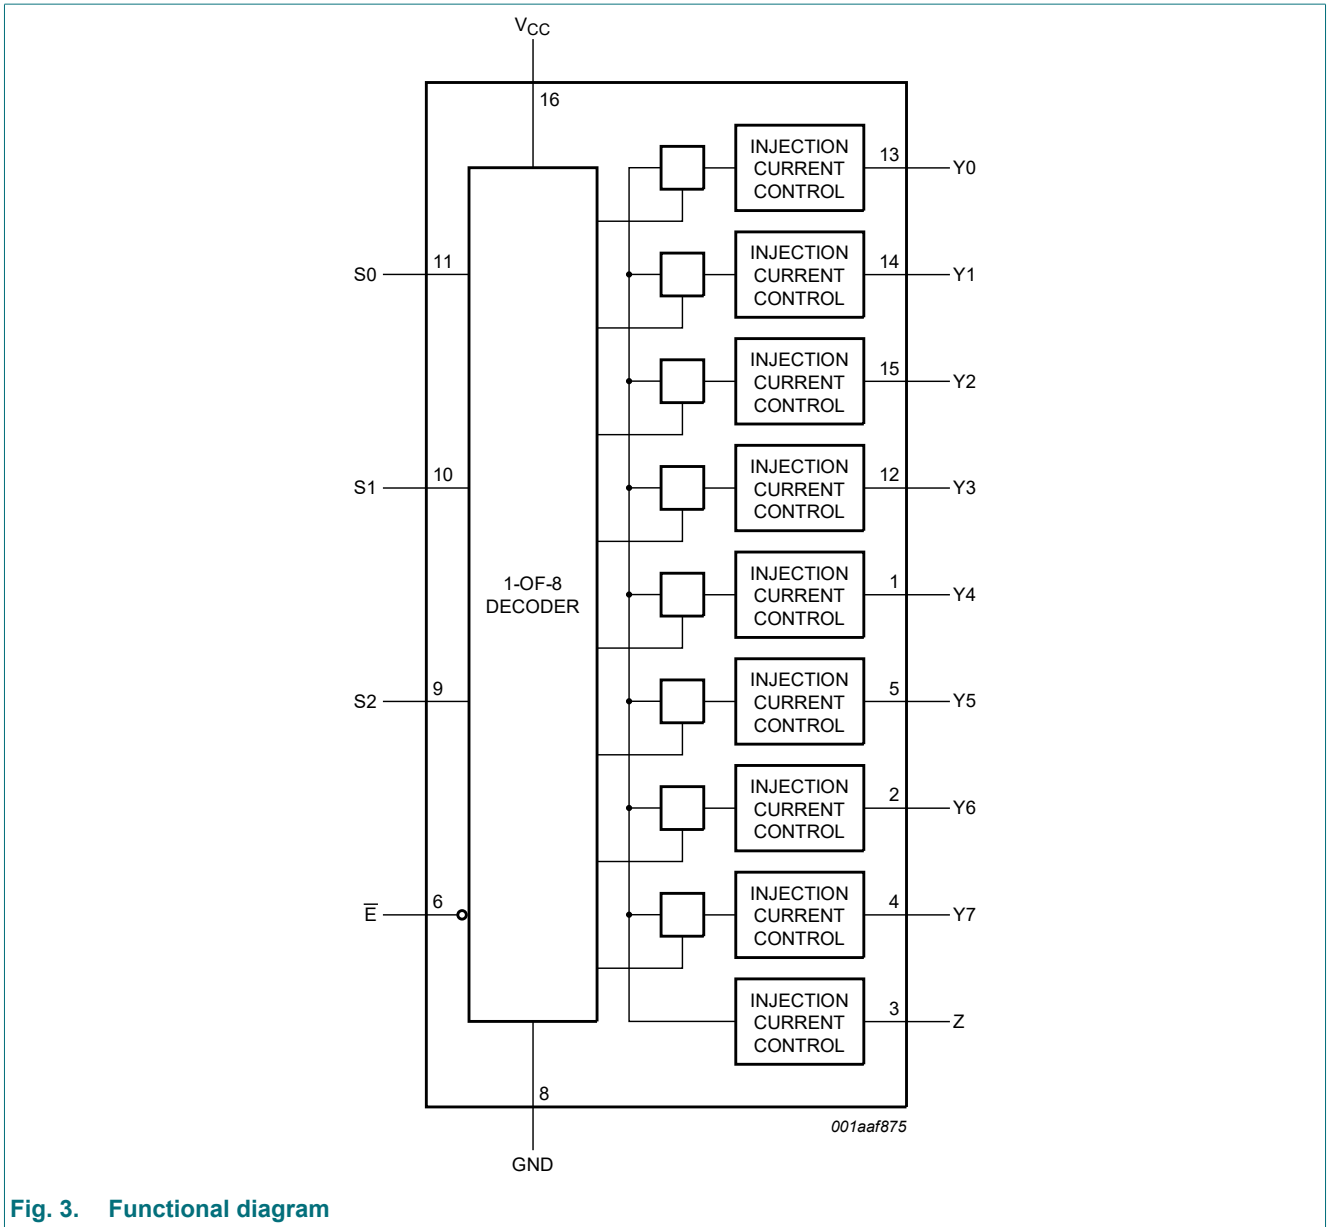 VCC
16
INJECTION
CURRENT
CONTROL
13
Y0
S0
11
INJECTION
CURRENT
CONTROL
14
Y1
INJECTION
CURRENT
CONTROL
15
Y2
S1
10
INJECTION
CURRENT
CONTROL
12
Y3
1-OF-8
DECODER
INJECTION
CURRENT
CONTROL
1
Y4
S2
9
INJECTION
CURRENT
CONTROL
5
Y5
INJECTION
CURRENT
CONTROL
2
Y6
E̅
6
INJECTION
CURRENT
CONTROL
4
Y7
INJECTION
CURRENT
CONTROL
3
Z
8
001aaf875
GND
Fig. 3. Functional diagram